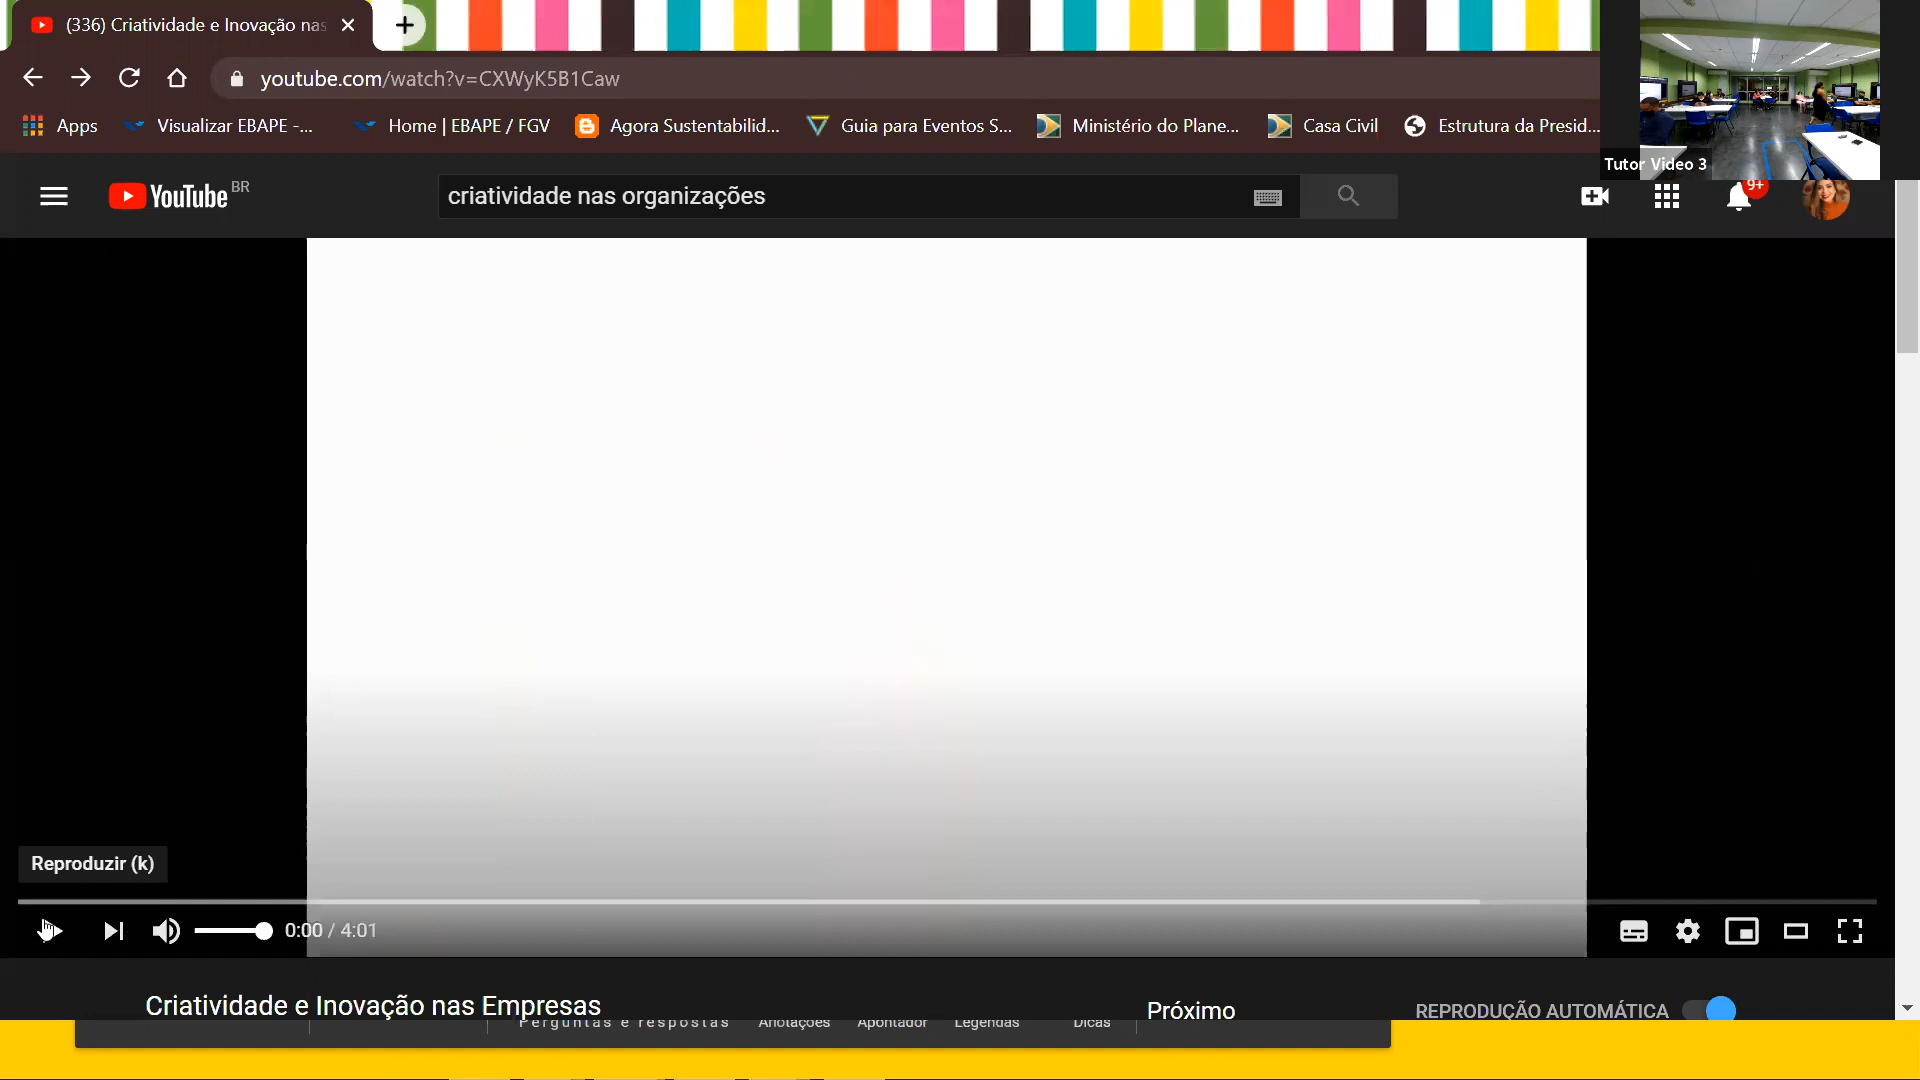 (336) Criatividade e Inovação nas
youtube.com/watch?v=CXWyK5B1Caw
Apps Visualizar EBAPE -... Home | EBAPE / FGV Agora Sustentabilid... Guia para Eventos S... Ministério do Plane... Casa Civil Estrutura da Presid...
Tutor Video 3
YouTube BR criatividade nas organizações 9+
Reproduzir (k)
0:00 / 4:01
Criatividade e Inovação nas Empresas Próximo REPRODUÇÃO AUTOMÁTICA
Perguntas e respostas Anotações Apontador Legendas Dicas